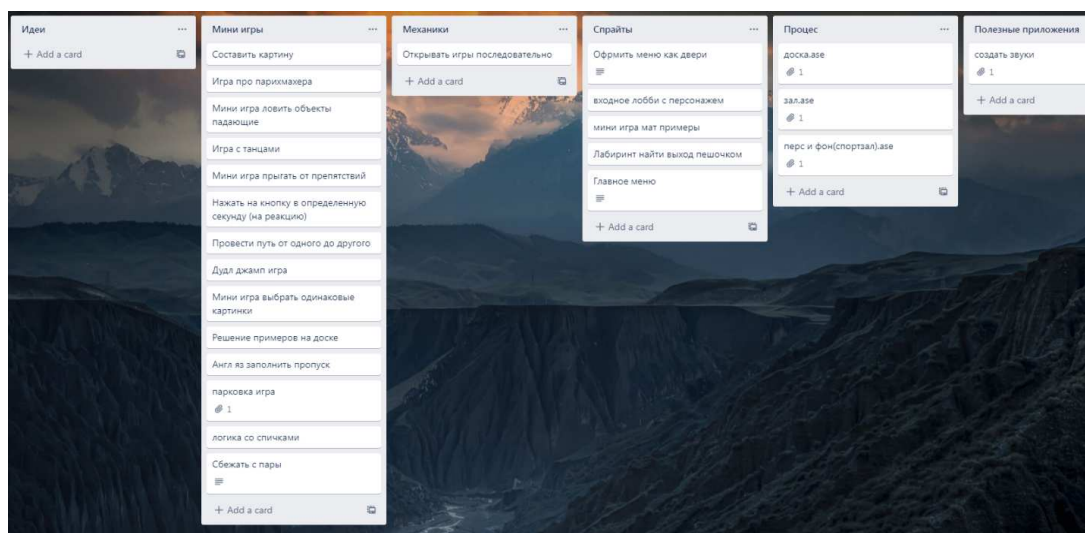 Идеи
+ Add a card
Мини игры
Составить картину
Игра про парихмахера
Мини игра ловить объекты
падающие
Игра с танцами
Мини игра прыгать от препятствий
Нажать на кнопку в определенную
секунду (на реакцию)
Провести путь от одного до другого
Дудл джамп игра
Мини игра выбрать одинаковые
картинки
Решение примеров на доске
Англ яз заполнить пропуск
парковка игра
1
логика со спичками
Сбежать с пары
+ Add a card
Механики
Открывать игры последовательно
+ Add a card
Спрайты
Офрмить меню как двери
входное лобби с персонажем
мини игра мат примеры
Лабиринт найти выход пешочком
Главное меню
+ Add a card
Процес
доска.ase
1
зал.ase
1
перс и фон(спортзал).ase
1
+ Add a card
Полезные приложения
создать звуки
1
+ Add a card